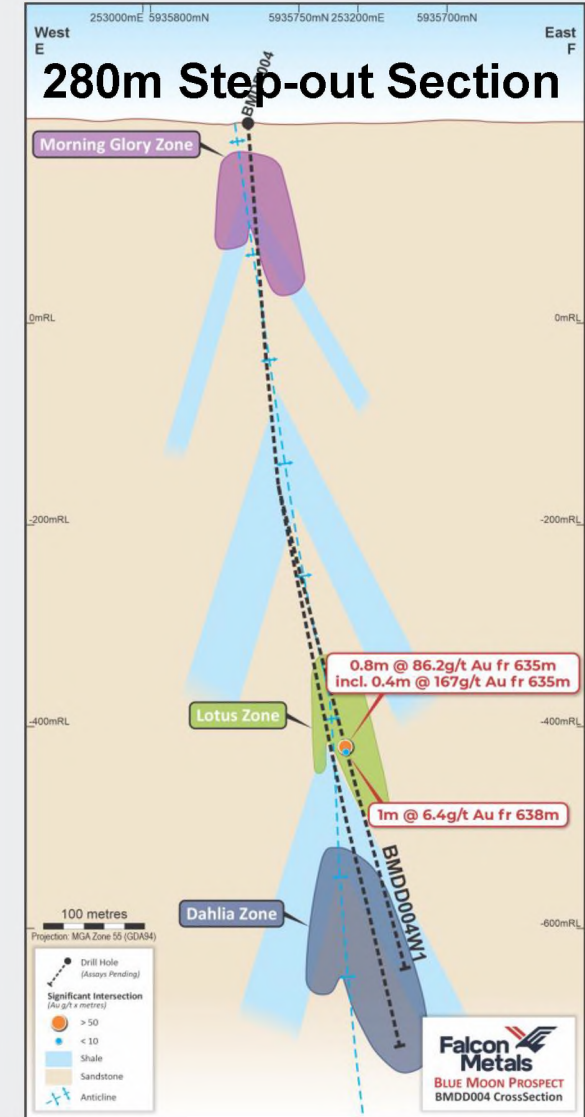 253000mE 5935800mN 5935750mN 253200mE 5935700mN
West
E
East
F
280m Step-out Section
BMDD004
Morning Glory Zone
0mRL 0mRL
-200mRL -200mRL
0.8m @ 86.2g/t Au fr 635m
incl. 0.4m @ 167g/t Au fr 635m
Lotus Zone
-400mRL -400mRL
1m @ 6.4g/t Au fr 638m
BMDD004W1
Dahlia Zone
100 metres
Projection: MGA Zone 55 (GDA94)
-600mRL -600mRL
Drill Hole
(Assays Pending)
Significant Intersection
(Au g/t x metres)
> 50
< 10
Shale
Sandstone
Anticline
Falcon
Metals
BLUE MOON PROSPECT
BMDD004 CrossSection